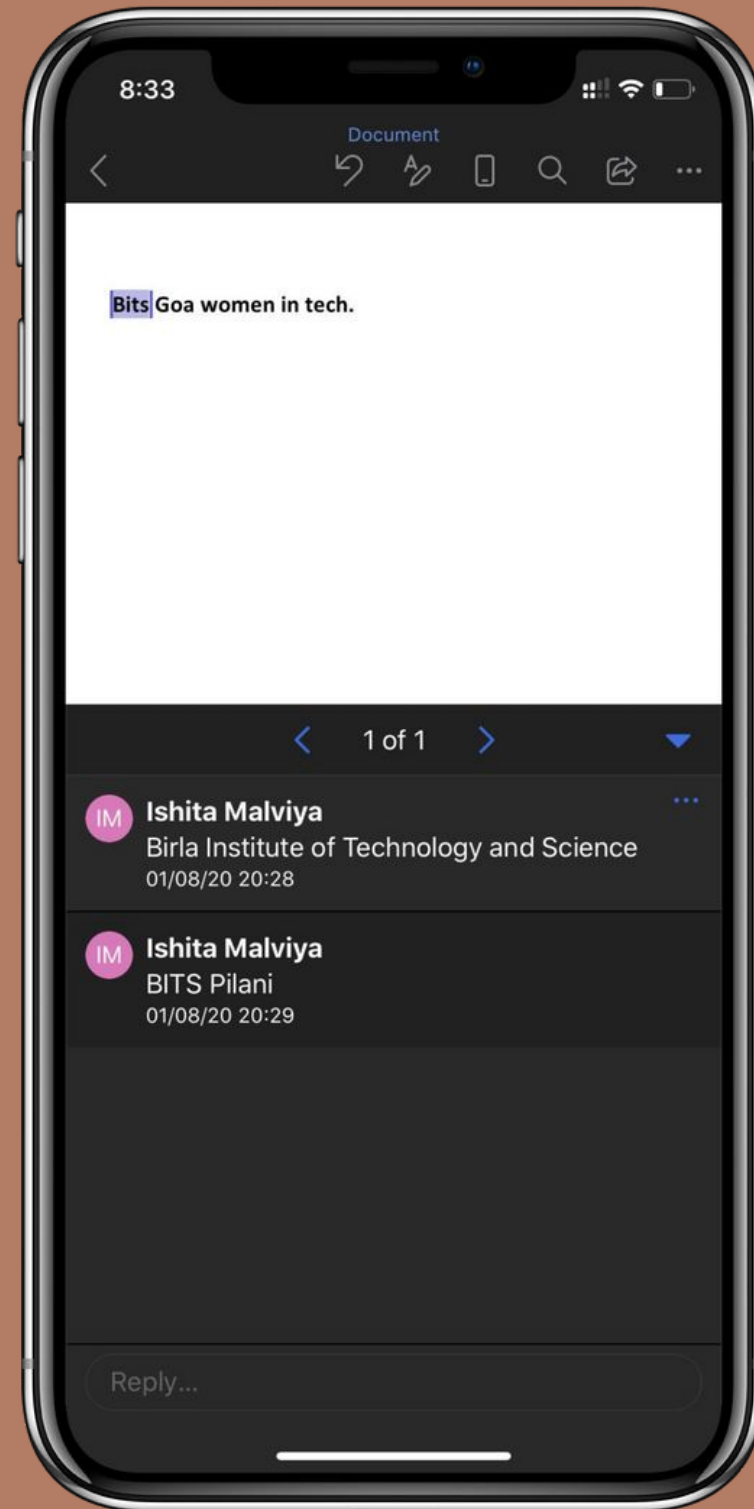 8:33
Document
Bits Goa women in tech.
1 of 1
IM
Ishita Malviya
Birla Institute of Technology and Science
01/08/20 20:28
IM
Ishita Malviya
BITS Pilani
01/08/20 20:29
Reply...